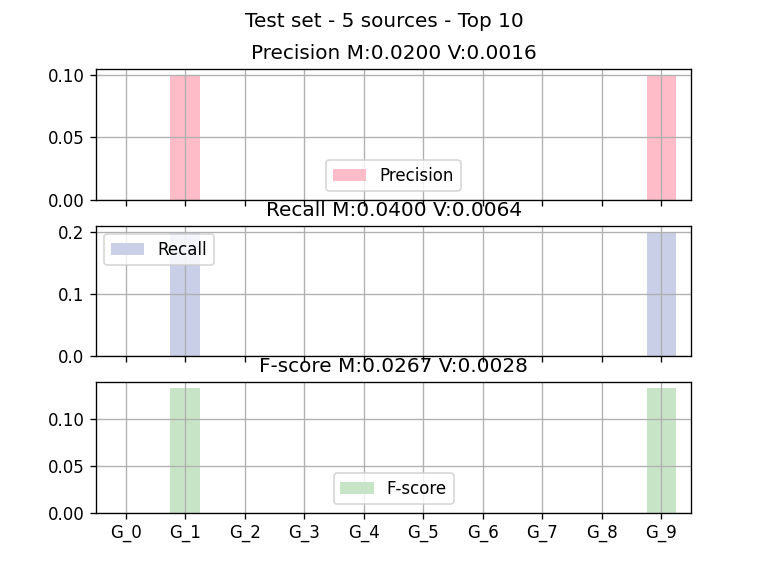 Test set - 5 sources - Top 10
Precision M:0.0200 V:0.0016
0.10
0.05
0.00
Precision
Recall M:0.0400 V:0.0064
0.2
0.1
0.0
Recall
F-score M:0.0267 V:0.0028
0.10
0.05
0.00
F-score
G_0 G_1 G_2 G_3 G_4 G_5 G_6 G_7 G_8 G_9